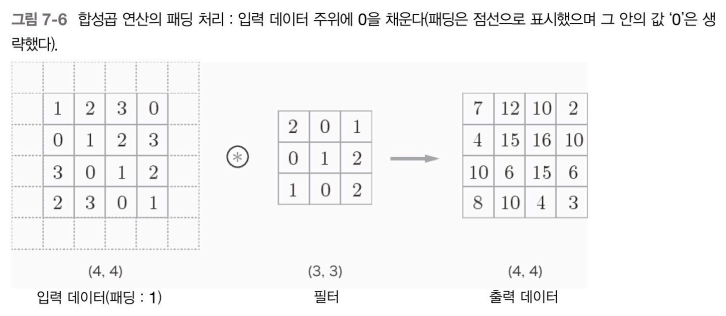 그림 7-6 합성곱 연산의 패딩 처리 : 입력 데이터 주위에 0을 채운다(패딩은 점선으로 표시했으며 그 안의 값 ‘0’은 생
략했다).
1 2 3 0
0 1 2 3
3 0 1 2
2 3 0 1
*
2 0 1
0 1 2
1 0 2
7 12 10 2
4 15 16 10
10 6 15 6
8 10 4 3
(4, 4) (3, 3) (4, 4)
입력 데이터(패딩 : 1) 필터 출력 데이터